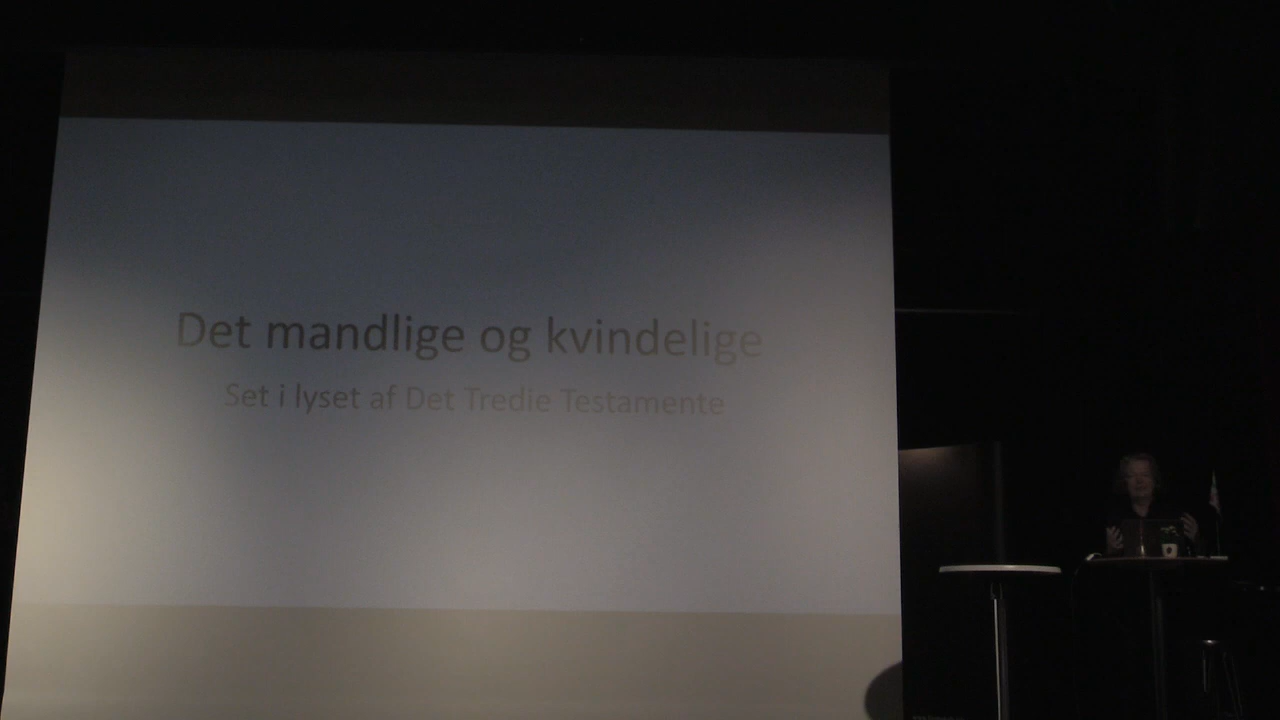 Det mandlige og kvindelige
Set i lyset af Det Tredie Testamente